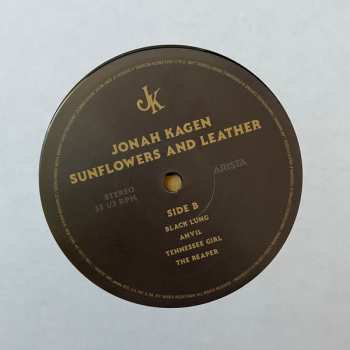 JK
JONAH KAGEN
SUNFLOWERS AND LEATHER
STEREO
33 1/3 RPM
ARISTA
SIDE B
BLACK LUNG
ANVIL
TENNESSEE GIRL
THE REAPER